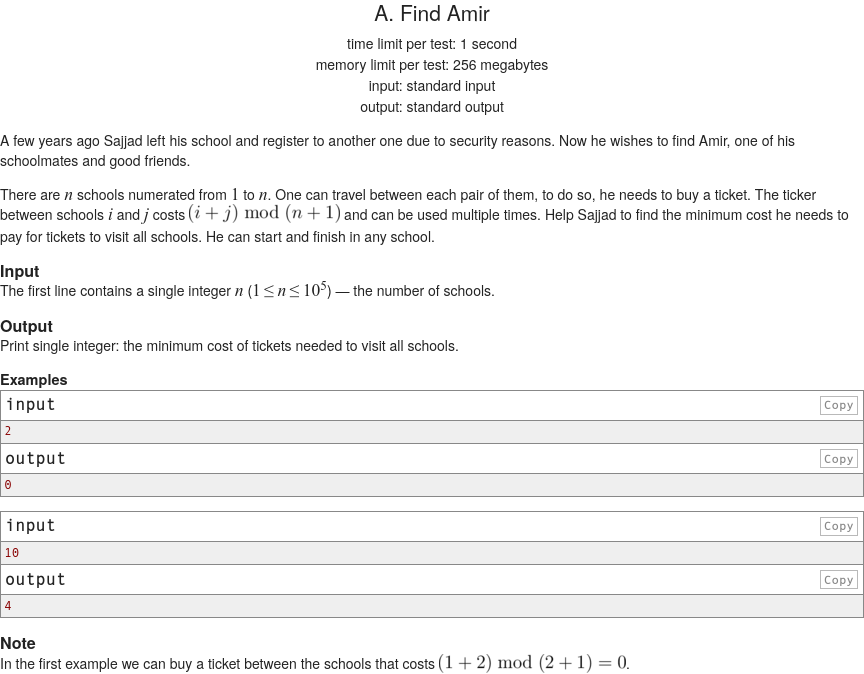 A. Find Amir
time limit per test: 1 second
memory limit per test: 256 megabytes
input: standard input
output: standard output
A few years ago Sajjad left his school and register to another one due to security reasons. Now he wishes to find Amir, one of his
schoolmates and good friends.
There are n schools numerated from 1 to n. One can travel between each pair of them, to do so, he needs to buy a ticket. The ticker
between schools i and j costs (i + j) mod (n + 1) and can be used multiple times. Help Sajjad to find the minimum cost he needs to
pay for tickets to visit all schools. He can start and finish in any school.
Input
The first line contains a single integer n (1 ≤ n ≤ 10^5) — the number of schools.
Output
Print single integer: the minimum cost of tickets needed to visit all schools.
Examples
input Copy
2
output Copy
0
input Copy
10
output Copy
4
Note
In the first example we can buy a ticket between the schools that costs (1 + 2) mod (2 + 1) = 0.